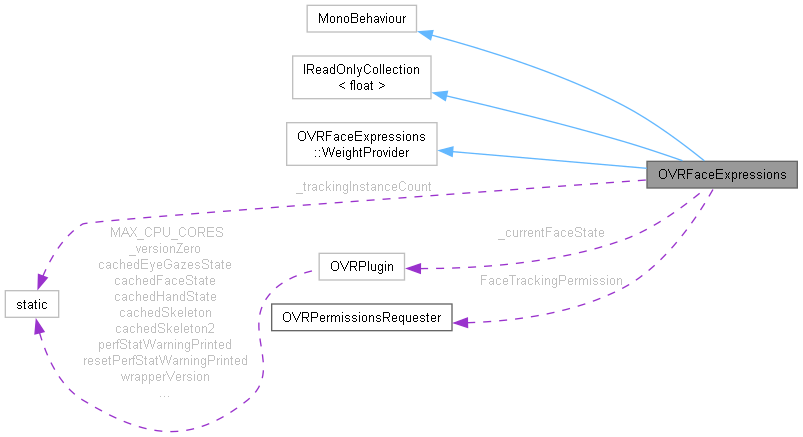 MonoBehaviour
IReadOnlyCollection
< float >
OVRFaceExpressions
::WeightProvider
OVRFaceExpressions
_trackingInstanceCount
MAX_CPU_CORES
_versionZero
cachedEyeGazesState
cachedFaceState
cachedHandState
cachedSkeleton
cachedSkeleton2
perfStatWarningPrinted
resetPerfStatWarningPrinted
wrapperVersion
...
_currentFaceState
OVRPlugin
FaceTrackingPermission
static
OVRPermissionsRequester